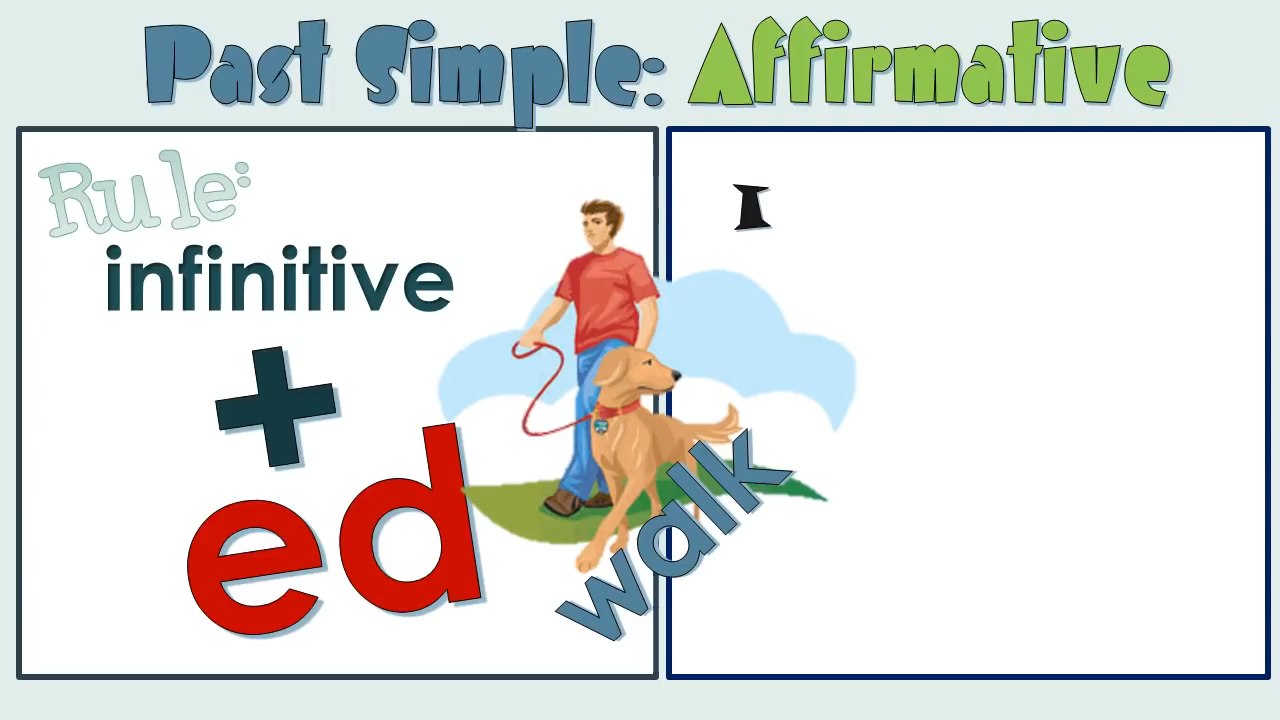 Past Simple: Affirmative
Rule:
infinitive
+
ed
walk
I